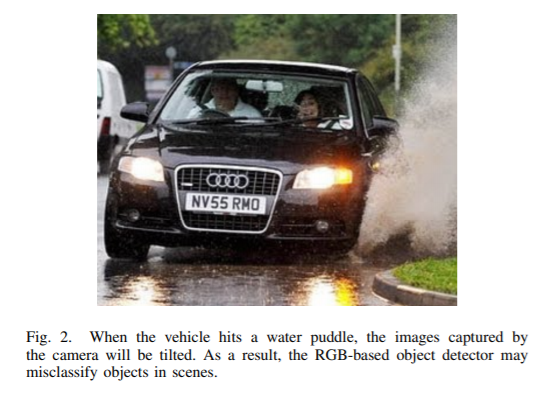 NV55 RMO
Fig. 2. When the vehicle hits a water puddle, the images captured by
the camera will be tilted. As a result, the RGB-based object detector may
misclassify objects in scenes.